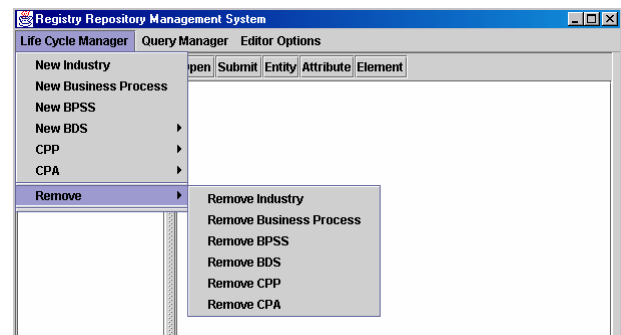 Registry Repository Management System
Life Cycle Manager Query Manager Editor Options
pen Submit Entity Attribute Element
New Industry
New Business Process
New BPSS
New BDS
CPP
CPA
Remove
Remove Industry
Remove Business Process
Remove BPSS
Remove BDS
Remove CPP
Remove CPA